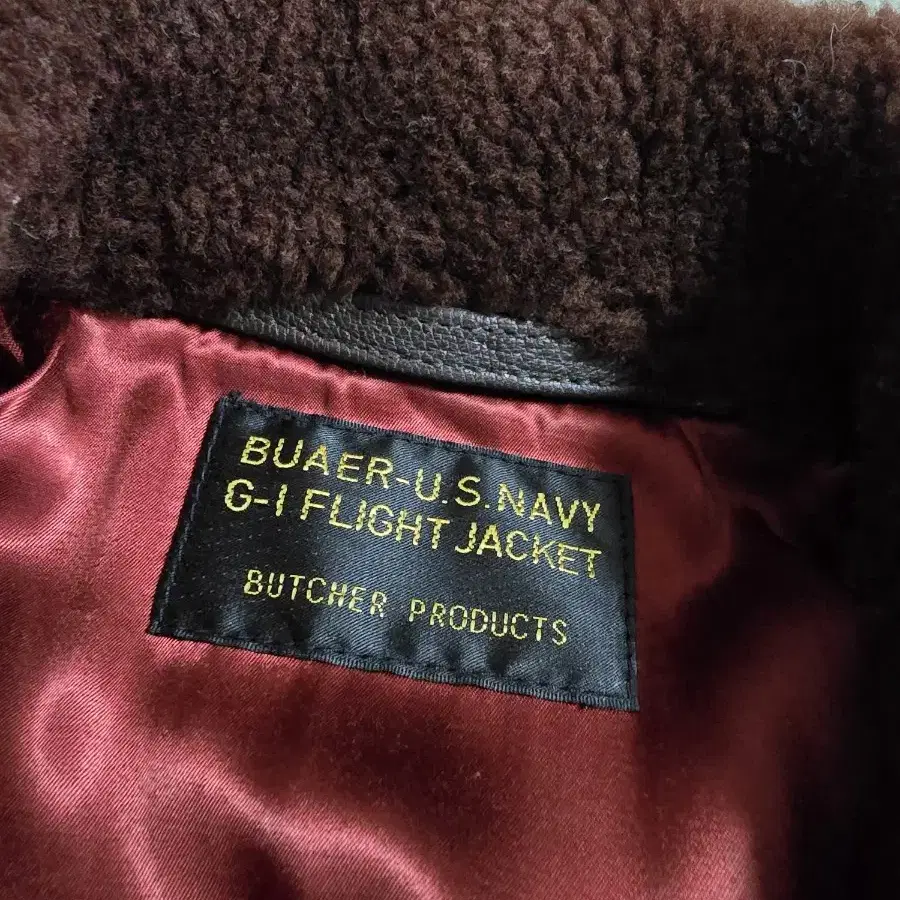 BUAER-U.S.NAVY
G-1 FLIGHT JACKET
BUTCHER PRODUCTS